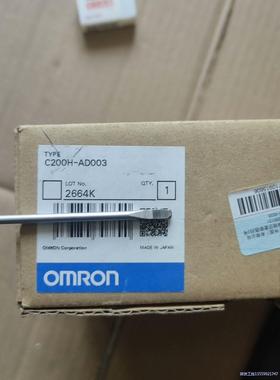 TYPE
C200H-AD003
LOT No.
QTY.
2664K
1
OMRON Corporation
MADE IN JAPAN
OMRON